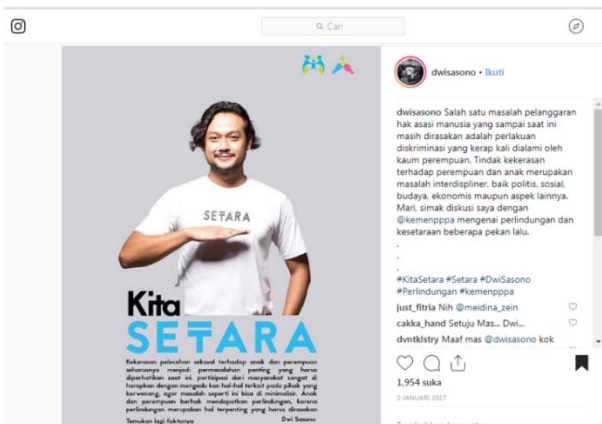 Cari
SETARA
Kita
SETARA
Kekerasan pelecehan seksual terhadap anak dan perempuan
seharusnya menjadi permasalahan penting yang harus
diperhatikan saat ini. partisipasi dari masyarakat sangat di
harapkan dengan mengadu kan hal-hal terkait pada pihak yang
berwenang, agar masalah seperti ini bisa di minimalisir. Anak
dan perempuan berhak mendapatkan perlindungan, karena
perlindungan merupakan hal terpenting yang harus dirasakan
Temukan lagi faktanya
Dwi Sasono
dwisasono • Ikuti
dwisasono Salah satu masalah pelanggaran
hak asasi manusia yang sampai saat ini
masih dirasakan adalah perlakuan
diskriminasi yang kerap kali dialami oleh
kaum perempuan. Tindak kekerasan
terhadap perempuan dan anak merupakan
masalah interdispliner, baik politis, sosial,
budaya, ekonomis maupun aspek lainnya.
Mari, simak diskusi saya dengan
@kemenpppa mengenai perlindungan dan
kesetaraan beberapa pekan lalu.
.
.
.
#KitaSetara #Setara #DwiSasono
#Perlindungan #kemenpppa
just_fitria Nih @meidina_zein
cakka_hand Setuju Mas... Dwi...
dvntklstry Maaf mas @dwisasono kok
1.954 suka
3 JANUARI 2017